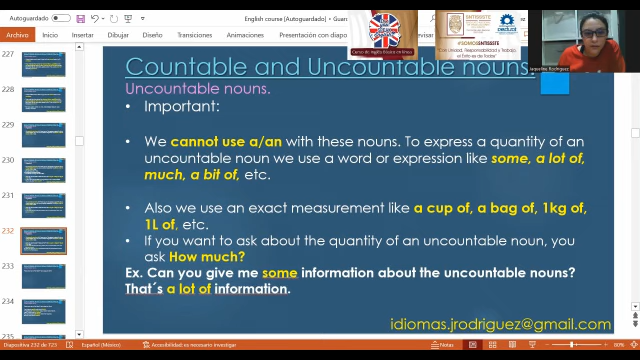 Autoguardado
English course
Guardado
Archivo
Inicio
Insertar
Dibujar
Diseño
Transiciones
Animaciones
Presentación con diapo
227
228
229
230
231
232
233
234
235
Countable and Uncountable nouns.
Uncountable nouns.
• Important:
• We cannot use a/an with these nouns. To express a quantity of an
uncountable noun we use a word or expression like some, a lot of,
much, a bit of, etc.
• Also we use an exact measurement like a cup of, a bag of, 1kg of,
1L of, etc.
• If you want to ask about the quantity of an uncountable noun, you
ask How much?
Ex. Can you give me some information about the uncountable nouns?
That´s a lot of information.
idiomas.jrodriguez@gmail.com
Diapositiva 232 de 725
Español (México)
Accesibilidad: es necesario investigar
Notas
80%